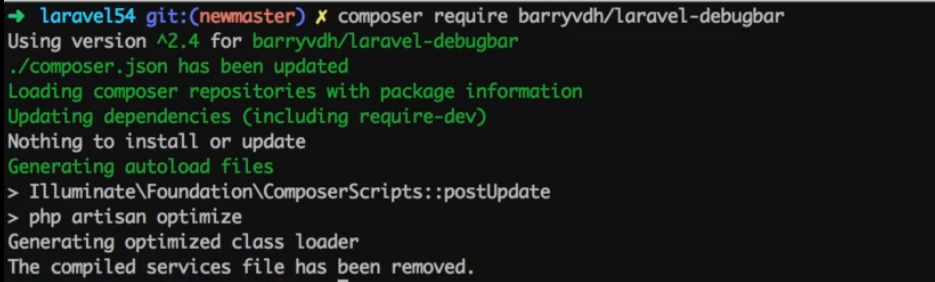 ➜ laravel54 git:(newmaster) ✗ composer require barryvdh/laravel-debugbar
Using version ^2.4 for barryvdh/laravel-debugbar
./composer.json has been updated
Loading composer repositories with package information
Updating dependencies (including require-dev)
Nothing to install or update
Generating autoload files
> Illuminate\Foundation\ComposerScripts::postUpdate
> php artisan optimize
Generating optimized class loader
The compiled services file has been removed.